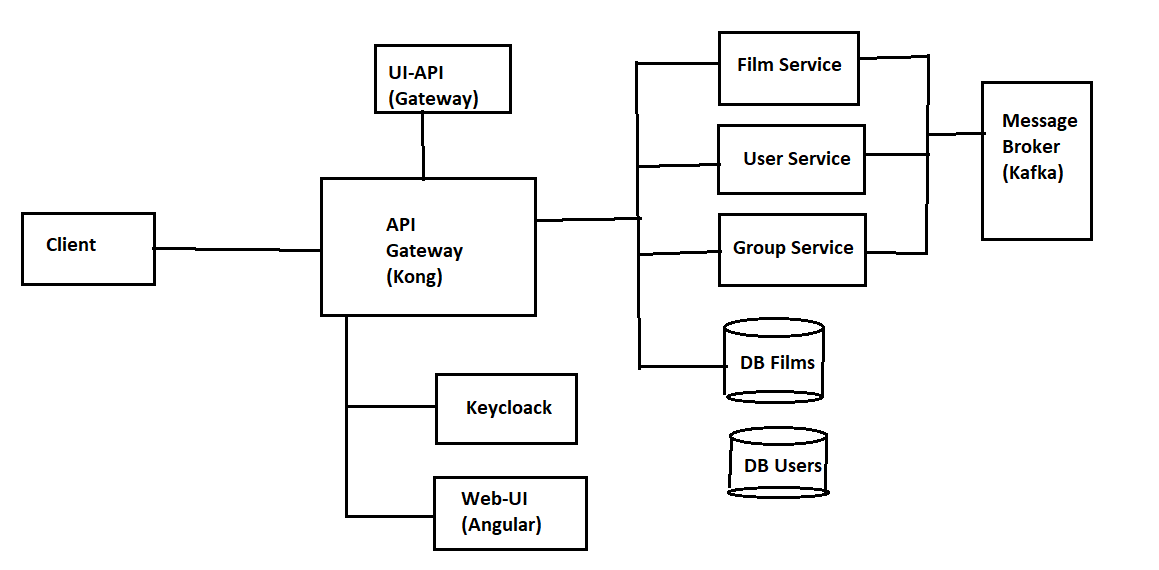 UI-API
(Gateway)
Film Service
Message
Broker
(Kafka)
User Service
API
Gateway
(Kong)
Client
Group Service
DB Films
Keycloack
DB Users
Web-UI
(Angular)